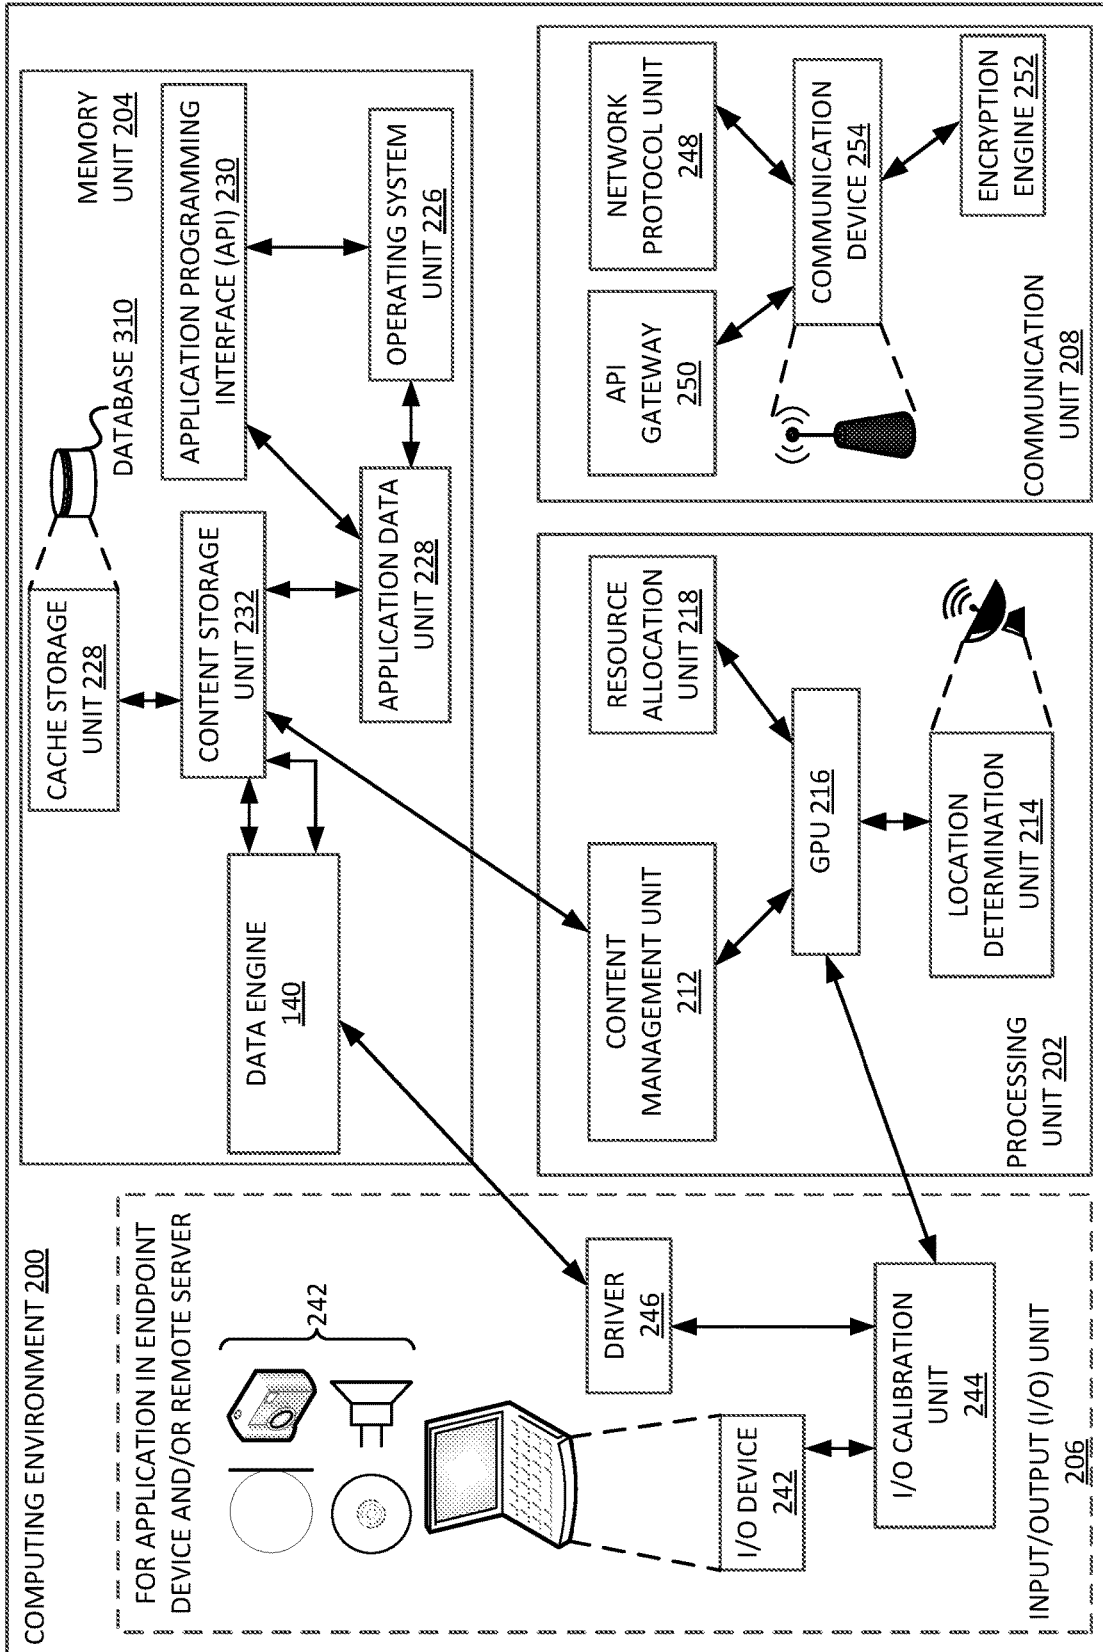 COMPUTING ENVIRONMENT 200
FOR APPLICATION IN ENDPOINT
DEVICE AND/OR REMOTE SERVER
242
I/O DEVICE
242
DRIVER
246
I/O CALIBRATION
UNIT
244
INPUT/OUTPUT (I/O) UNIT
206
MEMORY
UNIT 204
CACHE STORAGE
UNIT 228
DATABASE 310
DATA ENGINE
140
CONTENT STORAGE
UNIT 232
APPLICATION PROGRAMMING
INTERFACE (API) 230
APPLICATION DATA
UNIT 228
OPERATING SYSTEM
UNIT 226
CONTENT
MANAGEMENT UNIT
212
RESOURCE
ALLOCATION
UNIT 218
GPU 216
LOCATION
DETERMINATION
UNIT 214
PROCESSING
UNIT 202
API
GATEWAY
250
NETWORK
PROTOCOL UNIT
248
COMMUNICATION
DEVICE 254
ENCRYPTION
ENGINE 252
COMMUNICATION
UNIT 208